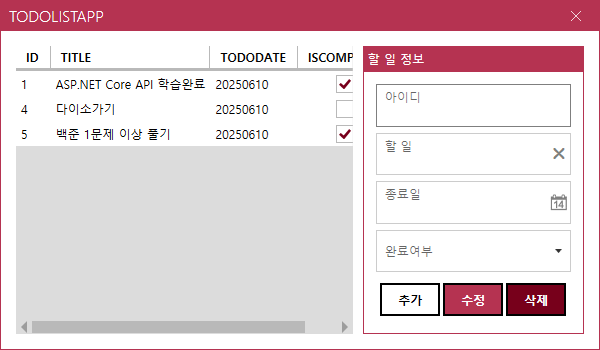 TODOLISTAPP
ID TITLE TODODATE ISCOMP
1 ASP.NET Core API 학습완료 20250610
4 다이소가기 20250610
5 백준 1문제 이상 풀기 20250610
할 일 정보
아이디
할 일
종료일
14
완료여부
추가 수정 삭제